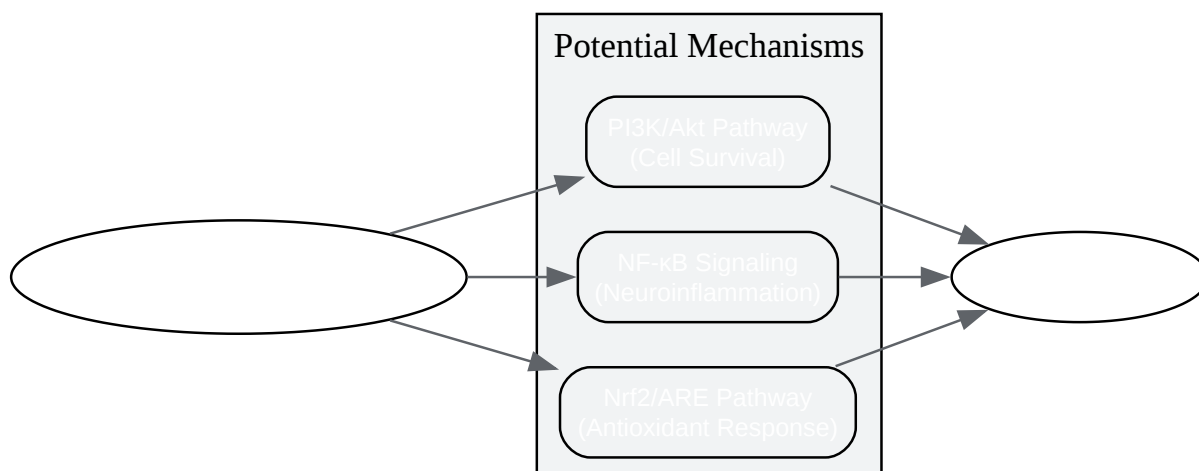 Potential Mechanisms
PI3K/Akt Pathway
(Cell Survival)
NF-κB Signaling
(Neuroinflammation)
Nrf2/ARE Pathway
(Antioxidant Response)